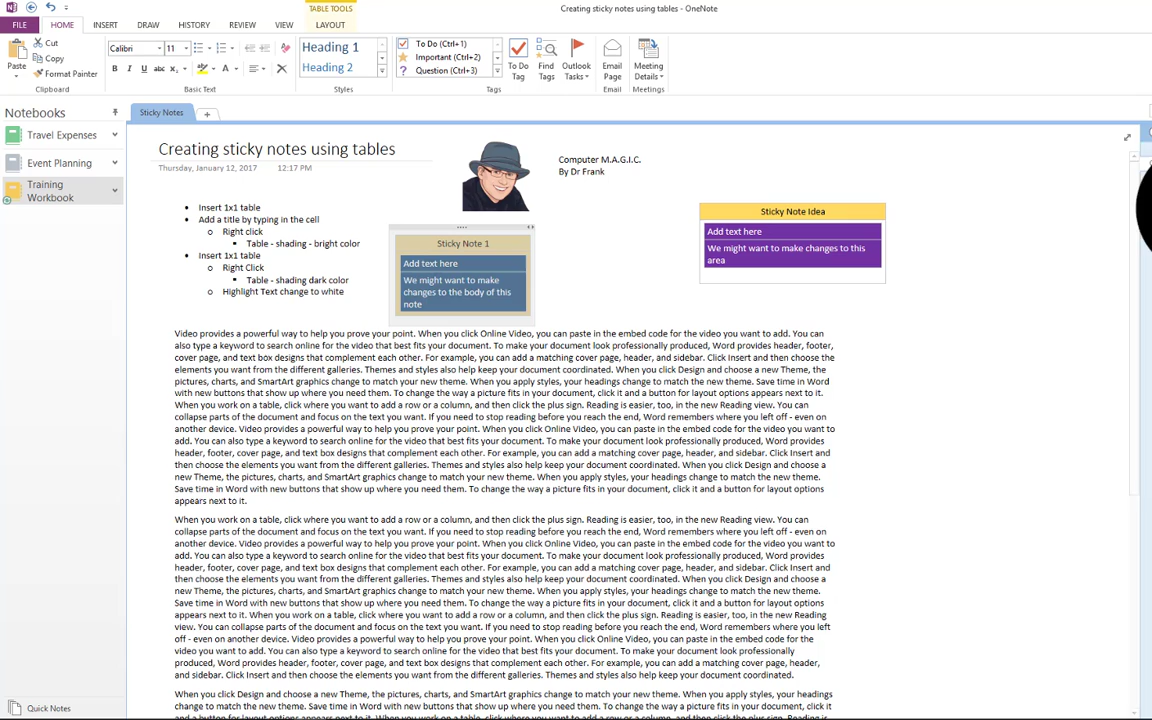 Creating sticky notes using tables - OneNote
TABLE TOOLS
FILE HOME INSERT DRAW HISTORY REVIEW VIEW LAYOUT
Paste
Cut
Copy
Format Painter
Clipboard
Calibri 11
B I U abc x₂ A
Basic Text
Heading 1
Heading 2
Styles
To Do (Ctrl+1)
Important (Ctrl+2)
Question (Ctrl+3)
To Do Tag
Find Tags
Outlook Tasks
Tags
Email Page
Email
Meeting Details
Meetings
Notebooks
Travel Expenses
Event Planning
Training Workbook
Quick Notes
Sticky Notes
Creating sticky notes using tables
Thursday, January 12, 2017 12:17 PM
Computer M.A.G.I.C.
By Dr Frank
Insert 1x1 table
Add a title by typing in the cell
Right click
Table - shading - bright color
Insert 1x1 table
Right Click
Table - shading dark color
Highlight Text change to white
Sticky Note 1
Add text here
We might want to make
changes to the body of this
note
Sticky Note Idea
Add text here
We might want to make changes to this
area
Video provides a powerful way to help you prove your point. When you click Online Video, you can paste in the embed code for the video you want to add. You can
also type a keyword to search online for the video that best fits your document. To make your document look professionally produced, Word provides header, footer,
cover page, and text box designs that complement each other. For example, you can add a matching cover page, header, and sidebar. Click Insert and then choose the
elements you want from the different galleries. Themes and styles also help keep your document coordinated. When you click Design and choose a new Theme, the
pictures, charts, and SmartArt graphics change to match your new theme. When you apply styles, your headings change to match the new theme. Save time in Word
with new buttons that show up where you need them. To change the way a picture fits in your document, click it and a button for layout options appears next to it.
When you work on a table, click where you want to add a row or a column, and then click the plus sign. Reading is easier, too, in the new Reading view. You can
collapse parts of the document and focus on the text you want. If you need to stop reading before you reach the end, Word remembers where you left off - even on
another device. Video provides a powerful way to help you prove your point. When you click Online Video, you can paste in the embed code for the video you want to
add. You can also type a keyword to search online for the video that best fits your document. To make your document look professionally produced, Word provides
header, footer, cover page, and text box designs that complement each other. For example, you can add a matching cover page, header, and sidebar. Click Insert and
then choose the elements you want from the different galleries. Themes and styles also help keep your document coordinated. When you click Design and choose a
new Theme, the pictures, charts, and SmartArt graphics change to match your new theme. When you apply styles, your headings change to match the new theme.
Save time in Word with new buttons that show up where you need them. To change the way a picture fits in your document, click it and a button for layout options
appears next to it.
When you work on a table, click where you want to add a row or a column, and then click the plus sign. Reading is easier, too, in the new Reading view. You can
collapse parts of the document and focus on the text you want. If you need to stop reading before you reach the end, Word remembers where you left off - even on
another device. Video provides a powerful way to help you prove your point. When you click Online Video, you can paste in the embed code for the video you want to
add. You can also type a keyword to search online for the video that best fits your document. To make your document look professionally produced, Word provides
header, footer, cover page, and text box designs that complement each other. For example, you can add a matching cover page, header, and sidebar. Click Insert and
then choose the elements you want from the different galleries. Themes and styles also help keep your document coordinated. When you click Design and choose a
new Theme, the pictures, charts, and SmartArt graphics change to match your new theme. When you apply styles, your headings change to match the new theme.
Save time in Word with new buttons that show up where you need them. To change the way a picture fits in your document, click it and a button for layout options
appears next to it. When you work on a table, click where you want to add a row or a column, and then click the plus sign. Reading is easier, too, in the new Reading
view. You can collapse parts of the document and focus on the text you want. If you need to stop reading before you reach the end, Word remembers where you left
off - even on another device. Video provides a powerful way to help you prove your point. When you click Online Video, you can paste in the embed code for the
video you want to add. You can also type a keyword to search online for the video that best fits your document. To make your document look professionally
produced, Word provides header, footer, cover page, and text box designs that complement each other. For example, you can add a matching cover page, header,
and sidebar. Click Insert and then choose the elements you want from the different galleries. Themes and styles also help keep your document coordinated.
When you click Design and choose a new Theme, the pictures, charts, and SmartArt graphics change to match your new theme. When you apply styles, your headings
change to match the new theme. Save time in Word with new buttons that show up where you need them. To change the way a picture fits in your document, click it
and a button for layout options appears next to it. When you work on a table, click where you want to add a row or a column, and then click the plus sign. Reading